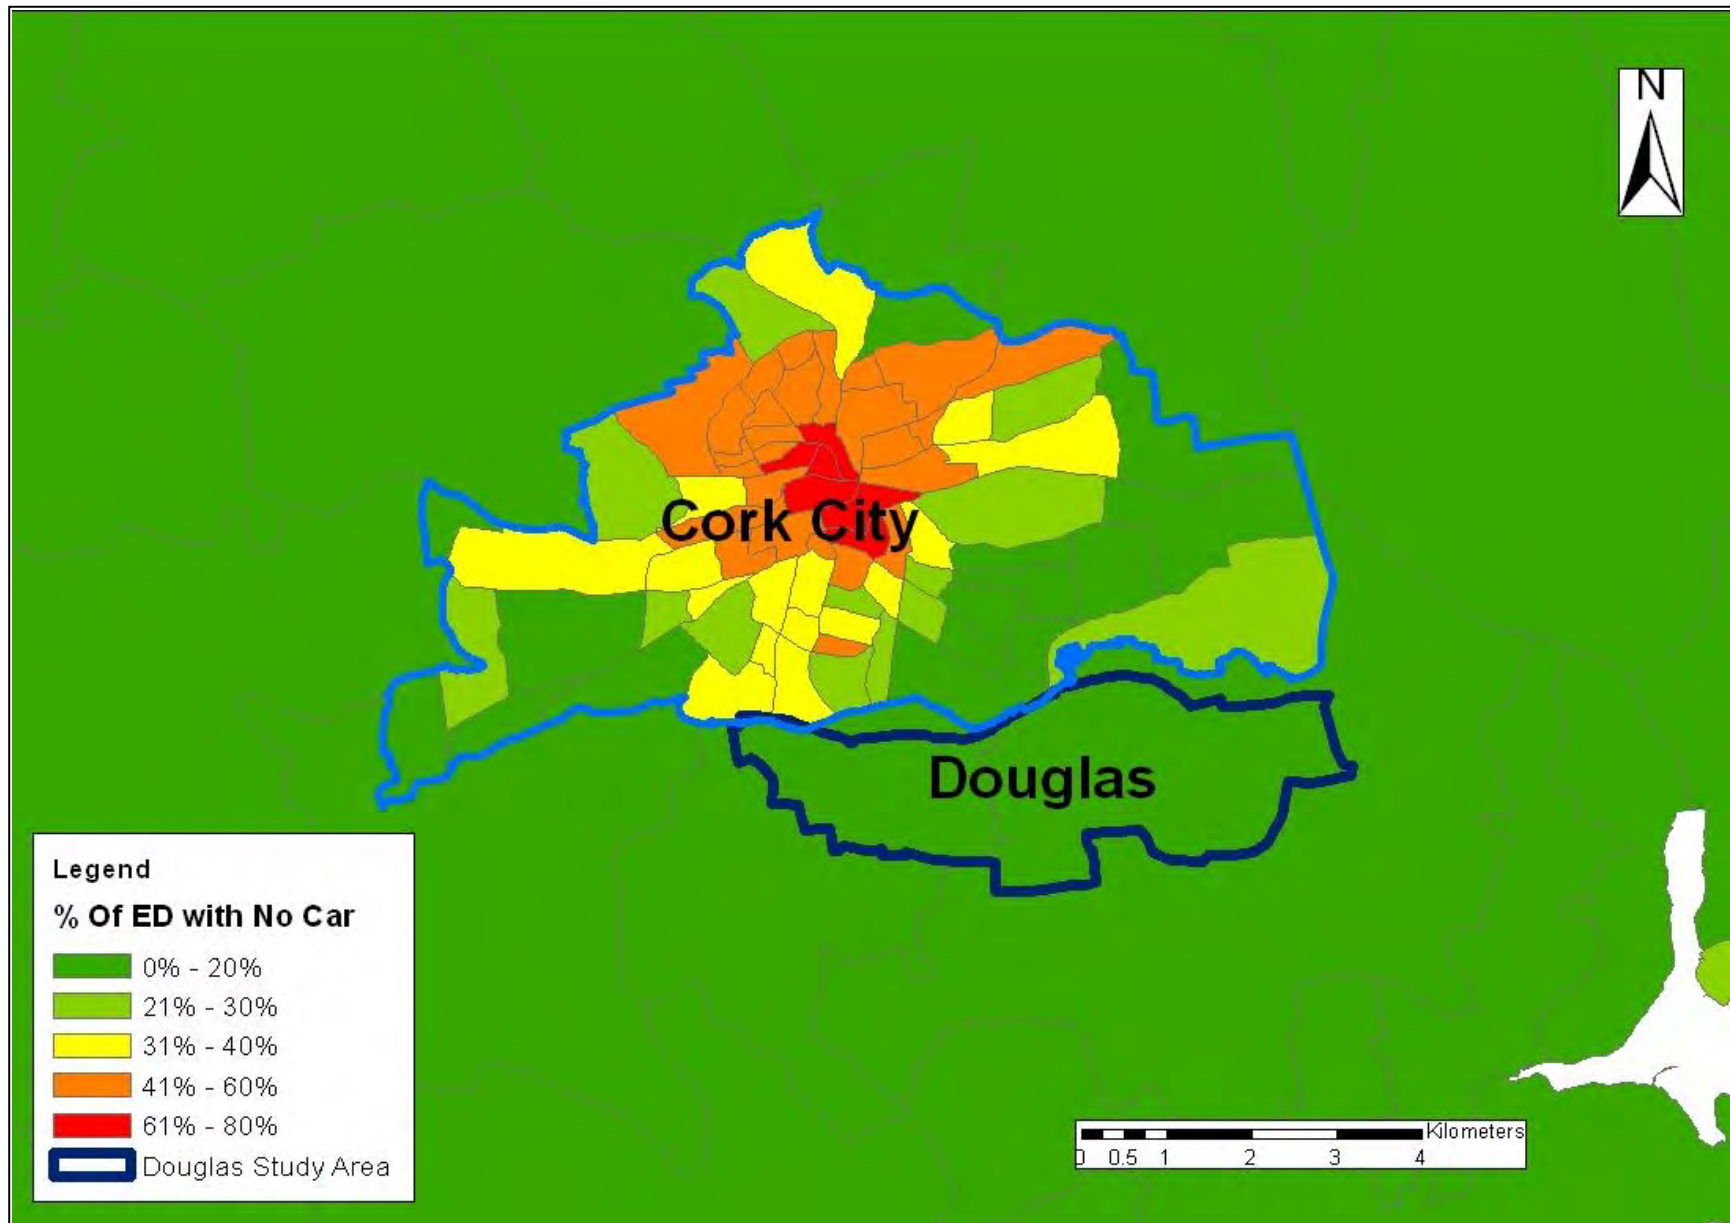 N
Cork City
Douglas
Legend
% Of ED with No Car
0% - 20%
21% - 30%
31% - 40%
41% - 60%
61% - 80%
Douglas Study Area
Kilometers
0 0.5 1 2 3 4